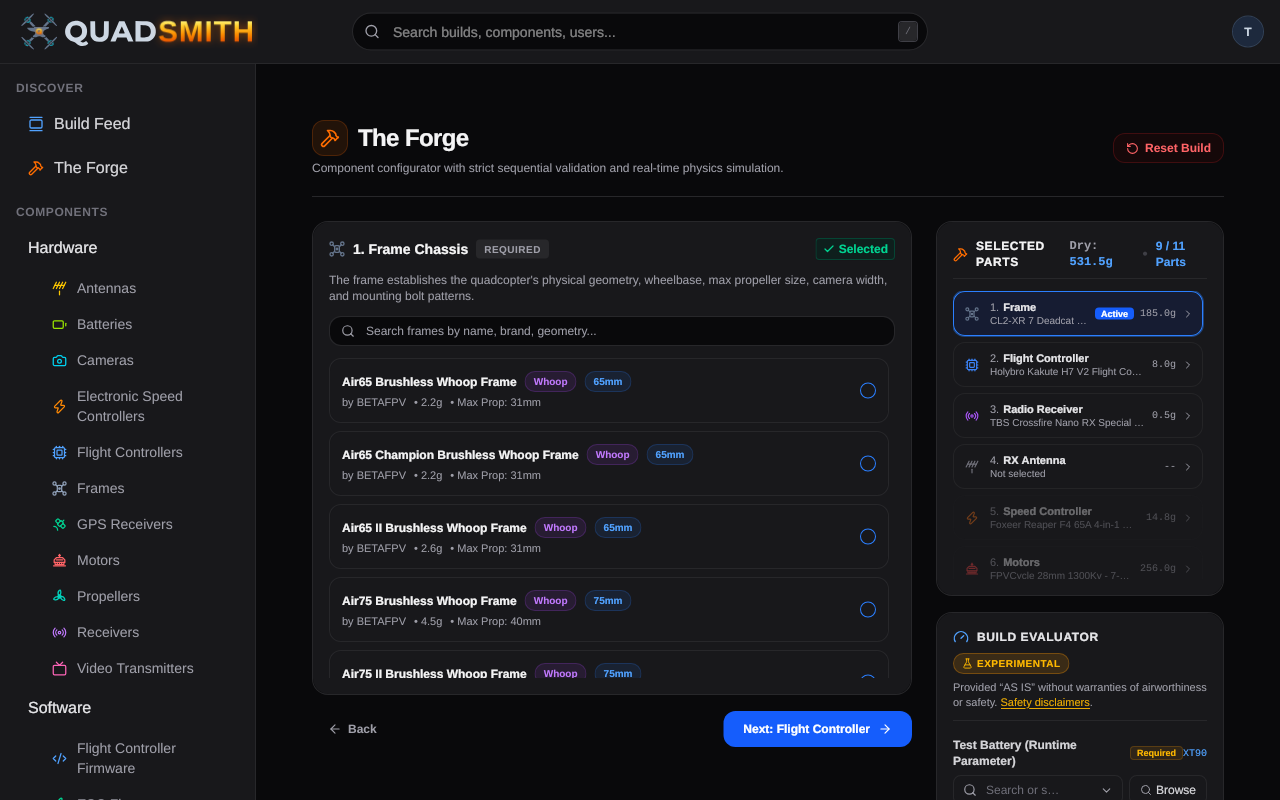 QUADSMITH
Search builds, components, users...
/
T
DISCOVER
Build Feed
The Forge
COMPONENTS
Hardware
Antennas
Batteries
Cameras
Electronic Speed
Controllers
Flight Controllers
Frames
GPS Receivers
Motors
Propellers
Receivers
Video Transmitters
Software
Flight Controller
Firmware
The Forge
Component configurator with strict sequential validation and real-time physics simulation.
Reset Build
1. Frame Chassis REQUIRED
Selected
The frame establishes the quadcopter's physical geometry, wheelbase, max propeller size, camera width,
and mounting bolt patterns.
Search frames by name, brand, geometry...
Air65 Brushless Whoop Frame Whoop 65mm
by BETAFPV • 2.2g • Max Prop: 31mm
Air65 Champion Brushless Whoop Frame Whoop 65mm
by BETAFPV • 2.2g • Max Prop: 31mm
Air65 II Brushless Whoop Frame Whoop 65mm
by BETAFPV • 2.6g • Max Prop: 31mm
Air75 Brushless Whoop Frame Whoop 75mm
by BETAFPV • 4.5g • Max Prop: 40mm
Air75 II Brushless Whoop Frame Whoop 75mm
Back
Next: Flight Controller
SELECTED
PARTS
Dry:
531.5g
•
9 / 11
Parts
1. Frame
CL2-XR 7 Deadcat ...
Active 185.0g
2. Flight Controller
Holybro Kakute H7 V2 Flight Co...
8.0g
3. Radio Receiver
TBS Crossfire Nano RX Special ...
0.5g
4. RX Antenna
Not selected
--
5. Speed Controller
Foxeer Reaper F4 65A 4-in-1 ...
14.8g
6. Motors
FPVCycle 28mm 1300Kv - 7-...
256.0g
BUILD EVALUATOR
EXPERIMENTAL
Provided “AS IS” without warranties of airworthiness
or safety. Safety disclaimers.
Test Battery (Runtime
Parameter)
Required XT90
Search or s...
Browse